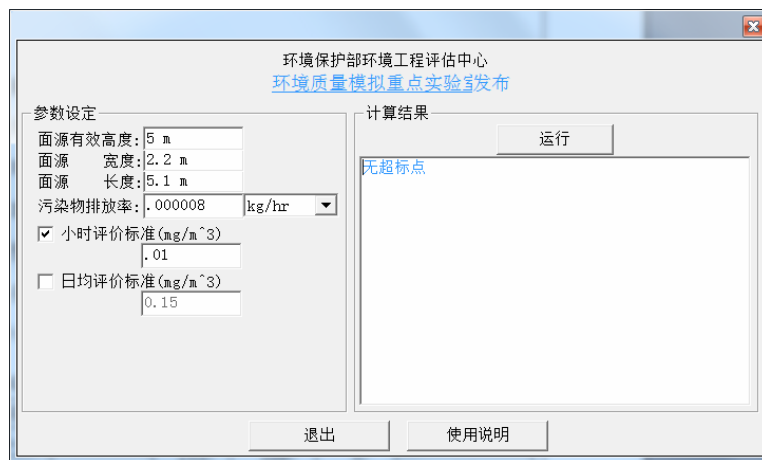 环境保护部环境工程评估中心
环境质量模拟重点实验室发布
参数设定
面源有效高度: 5 m
面源 宽度: 2.2 m
面源 长度: 5.1 m
污染物排放率: .000008 kg/hr
小时评价标准(mg/m^3)
.01
日均评价标准(mg/m^3)
0.15
计算结果
运行
无超标点
退出 使用说明